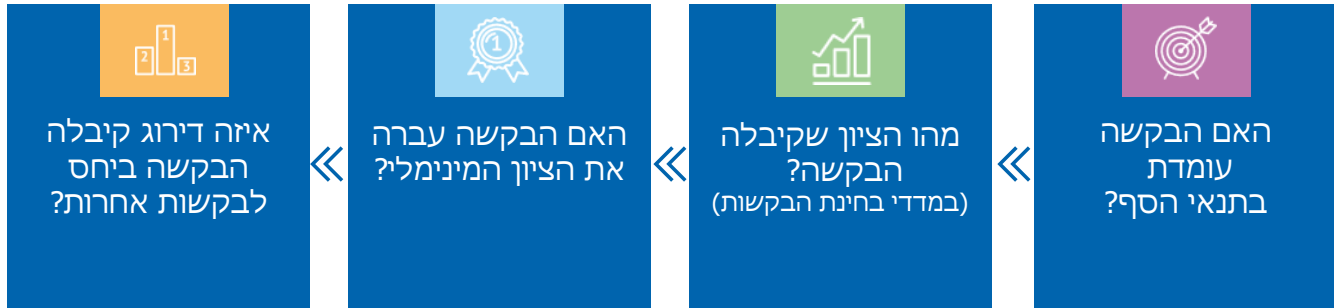 האם הבקשה
עומדת
בתנאי הסף?
מהו הציון שקיבלה
הבקשה?
(במדדי בחינת הבקשות)
1
האם הבקשה עברה
את הציון המינימלי?
1
2
3
איזה דירוג קיבלה
הבקשה ביחס
לבקשות אחרות?